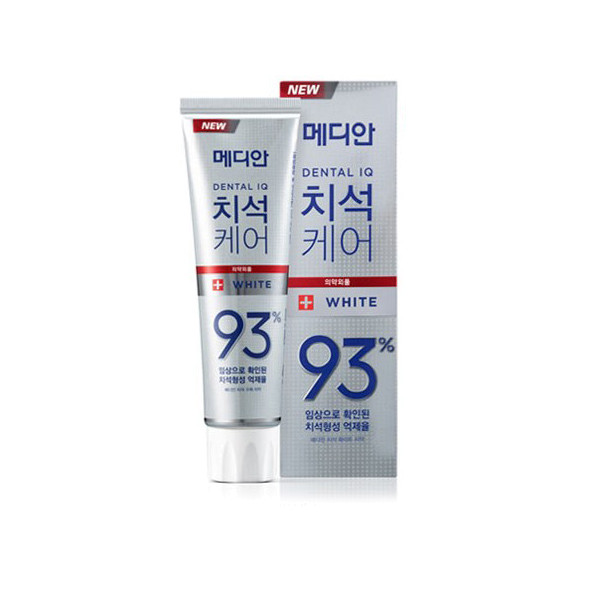 NEW
메디안
DENTAL IQ
치석
케어
의약외품
WHITE
93%
임상으로 확인된
치석형성 억제율
NEW
메디안
DENTAL IQ
치석
케어
의약외품
WHITE
93%
임상으로 확인된
치석형성 억제율